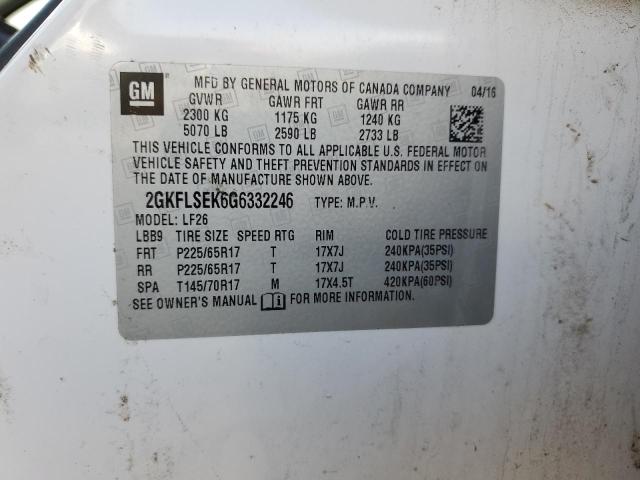 GM MFD BY GENERAL MOTORS OF CANADA COMPANY 04/16
GVWR GAWR FRT GAWR RR
2300 KG 1175 KG 1240 KG
5070 LB 2590 LB 2733 LB
THIS VEHICLE CONFORMS TO ALL APPLICABLE U.S. FEDERAL MOTOR
VEHICLE SAFETY AND THEFT PREVENTION STANDARDS IN EFFECT ON
THE DATE OF MANUFACTURE SHOWN ABOVE.
2GKFLSEK6G6332246 TYPE: M.P.V.
MODEL: LF26
LBB9 TIRE SIZE SPEED RTG RIM COLD TIRE PRESSURE
FRT P225/65R17 T 17X7J 240KPA(35PSI)
RR P225/65R17 T 17X7J 240KPA(35PSI)
SPA T145/70R17 M 17X4.5T 420KPA(60PSI)
SEE OWNER'S MANUAL FOR MORE INFORMATION.